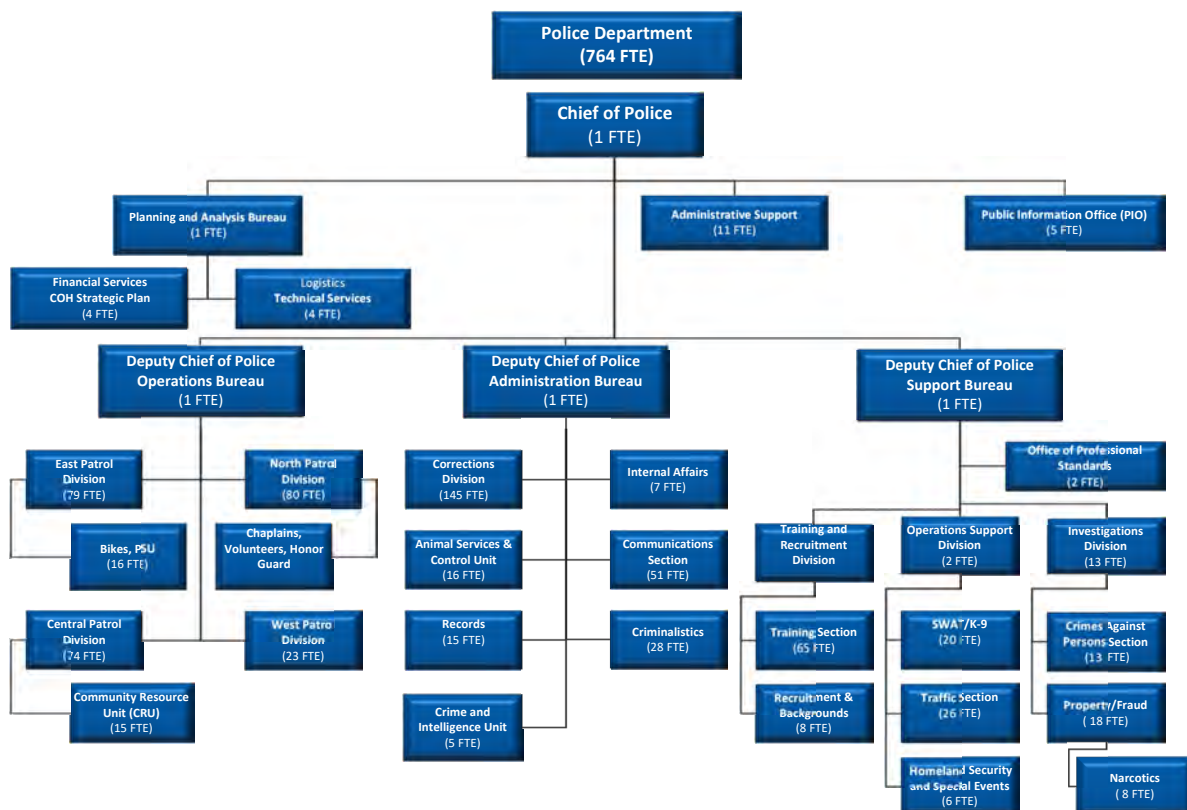 Police Department
(764 FTE)
Chief of Police
(1 FTE)
Planning and Analysis Bureau
(1 FTE)
Administrative Support
(11 FTE)
Public Information Office (PIO)
(5 FTE)
Financial Services
COH Strategic Plan
(4 FTE)
Logistics
Technical Services
(4 FTE)
Deputy Chief of Police
Operations Bureau
(1 FTE)
Deputy Chief of Police
Administration Bureau
(1 FTE)
Deputy Chief of Police
Support Bureau
(1 FTE)
East Patrol
Division
(79 FTE)
North Patrol
Division
(80 FTE)
Bikes, PSU
(16 FTE)
Chaplains,
Volunteers, Honor
Guard
Central Patrol
Division
(74 FTE)
West Patro
Division
(23 FTE)
Community Resource
Unit (CRU)
(15 FTE)
Corrections
Division
(145 FTE)
Internal Affairs
(7 FTE)
Animal Services &
Control Unit
(16 FTE)
Communications
Section
(51 FTE)
Records
(15 FTE)
Criminalistics
(28 FTE)
Crime and
Intelligence Unit
(5 FTE)
Office of Professional
Standards
(2 FTE)
Training and
Recruitment
Division
Operations Support
Division
(2 FTE)
Investigations
Division
(13 FTE)
Training Section
(65 FTE)
Recruitment &
Backgrounds
(8 FTE)
SWAT/K-9
(20 FTE)
Traffic Section
(26 FTE)
Homeland Security
and Special Events
(6 FTE)
Crimes Against
Persons Section
(13 FTE)
Property/Fraud
( 18 FTE)
Narcotics
( 8 FTE)